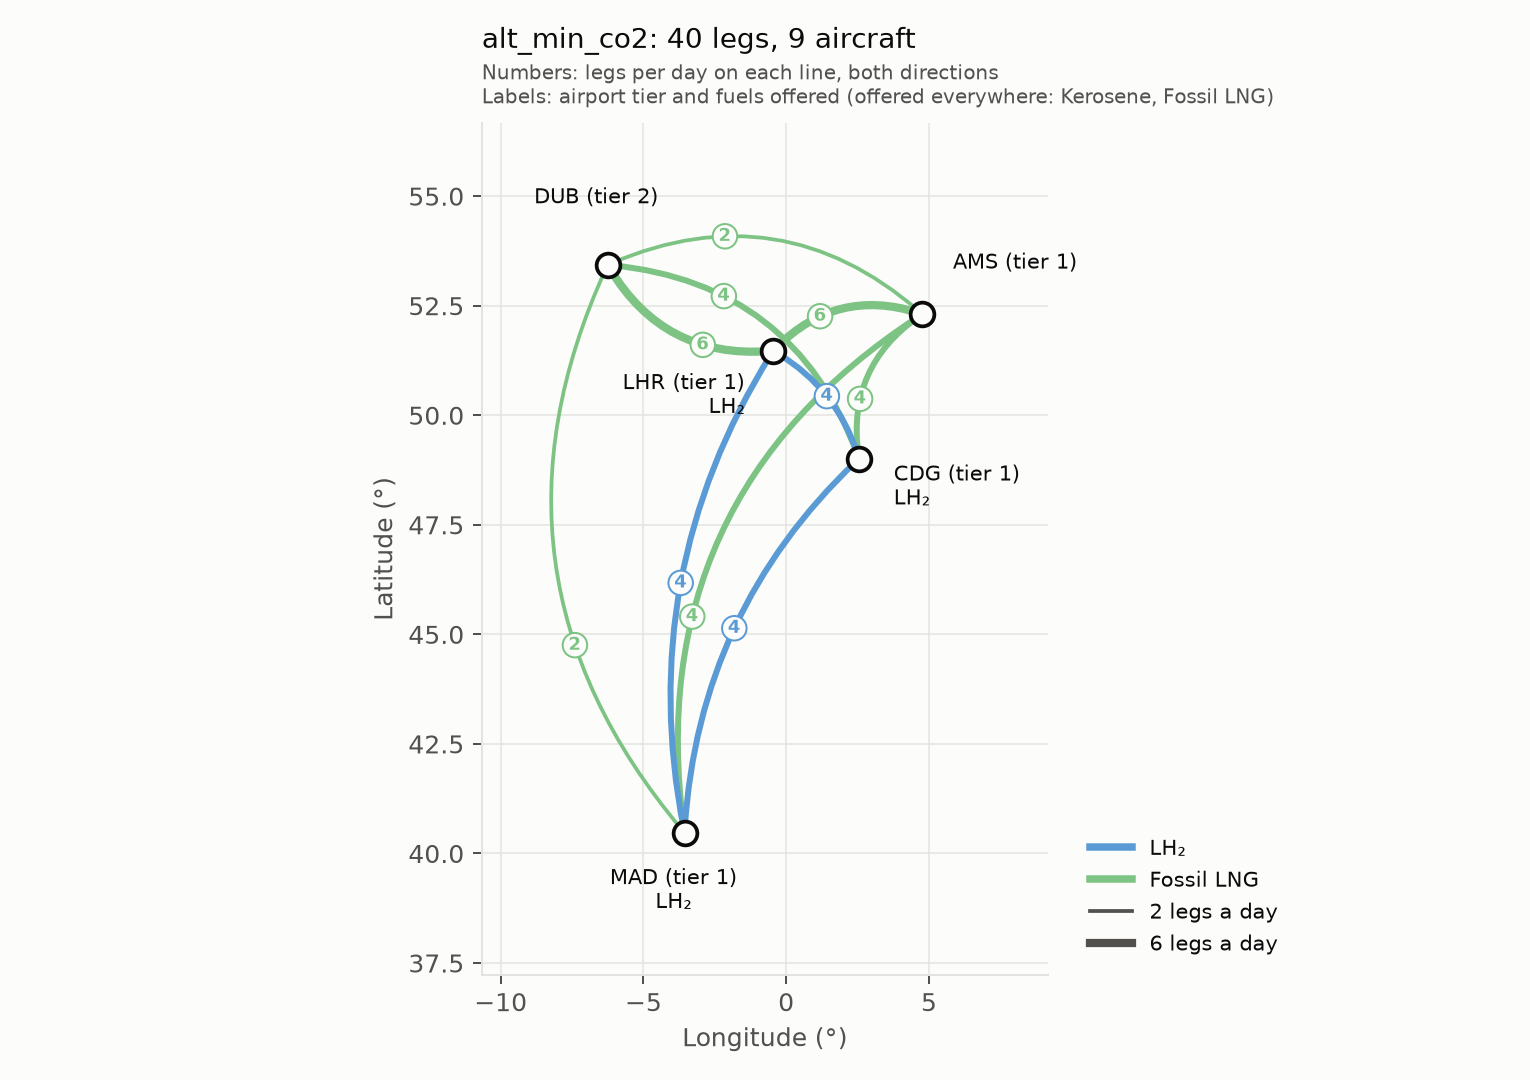 alt_min_co2: 40 legs, 9 aircraft
Numbers: legs per day on each line, both directions
Labels: airport tier and fuels offered (offered everywhere: Kerosene, Fossil LNG)
55.0
52.5
50.0
47.5
45.0
42.5
40.0
37.5
Latitude (°)
DUB (tier 2)
AMS (tier 1)
LHR (tier 1)
LH₂
CDG (tier 1)
LH₂
MAD (tier 1)
LH₂
2
4
6
6
4
4
4
4
4
2
−10
−5
0
5
Longitude (°)
LH₂
Fossil LNG
2 legs a day
6 legs a day